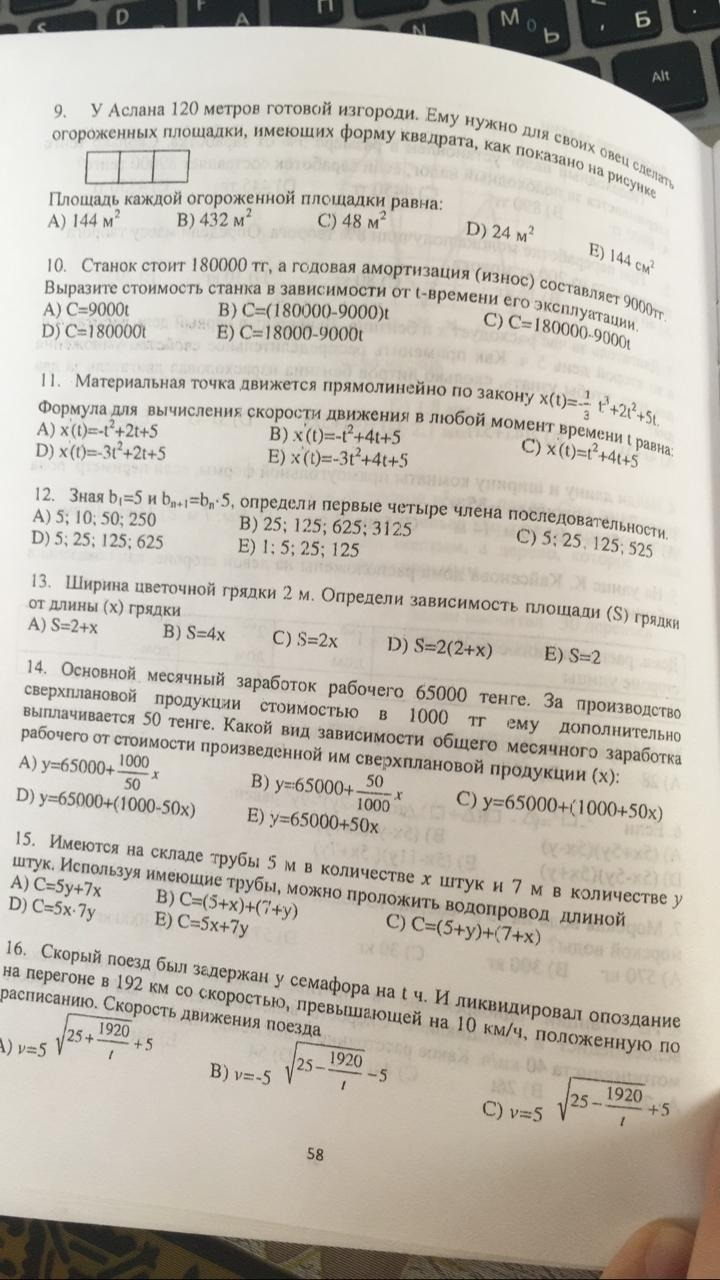 9. У Аслана 120 метров готовой изгороди. Ему нужно для своих овец сделать
огороженных площадки, имеющих форму квадрата, как показано на рисунке
Площадь каждой огороженной площадки равна:
A) 144 м² B) 432 м² C) 48 м² D) 24 м² E) 144 см²
10. Станок стоит 180000 тг, а годовая амортизация (износ) составляет 9000тг.
Выразите стоимость станка в зависимости от t-времени его эксплуатации.
A) C=9000t B) C=(180000-9000)t C) C=180000-9000t
D) C=180000t E) C=18000-9000t
11. Материальная точка движется прямолинейно по закону x(t)=-1/3 t³+2t²+5t.
Формула для вычисления скорости движения в любой момент времени t равна:
A) x'(t)=-t²+2t+5 B) x'(t)=-t²+4t+5 C) x'(t)=t²+4t+5
D) x'(t)=-3t²+2t+5 E) x'(t)=-3t²+4t+5
12. Зная b₁=5 и bₙ₊₁=bₙ·5, определи первые четыре члена последовательности.
A) 5; 10; 50; 250 B) 25; 125; 625; 3125 C) 5; 25, 125; 525
D) 5; 25; 125; 625 E) 1; 5; 25; 125
13. Ширина цветочной грядки 2 м. Определи зависимость площади (S) грядки
от длины (x) грядки
A) S=2+x B) S=4x C) S=2x D) S=2(2+x) E) S=2
14. Основной месячный заработок рабочего 65000 тенге. За производство
сверхплановой продукции стоимостью в 1000 тг ему дополнительно
выплачивается 50 тенге. Какой вид зависимости общего месячного заработка
рабочего от стоимости произведенной им сверхплановой продукции (x):
A) y=65000+1000/50 x B) y=65000+50/1000 x C) y=65000+(1000+50x)
D) y=65000+(1000-50x) E) y=65000+50x
15. Имеются на складе трубы 5 м в количестве x штук и 7 м в количестве y
штук. Используя имеющие трубы, можно проложить водопровод длиной
A) C=5y+7x B) C=(5+x)+(7+y) C) C=(5+y)+(7+x)
D) C=5x·7y E) C=5x+7y
16. Скорый поезд был задержан у семафора на t ч. И ликвидировал опоздание
на перегоне в 192 км со скоростью, превышающей на 10 км/ч, положенную по
расписанию. Скорость движения поезда
A) v=5 √(25+1920/t) +5 B) v=-5 √(25-1920/t) -5 C) v=5 √(25-1920/t) +5
58
D
A
М
О
Ь
Б
Alt